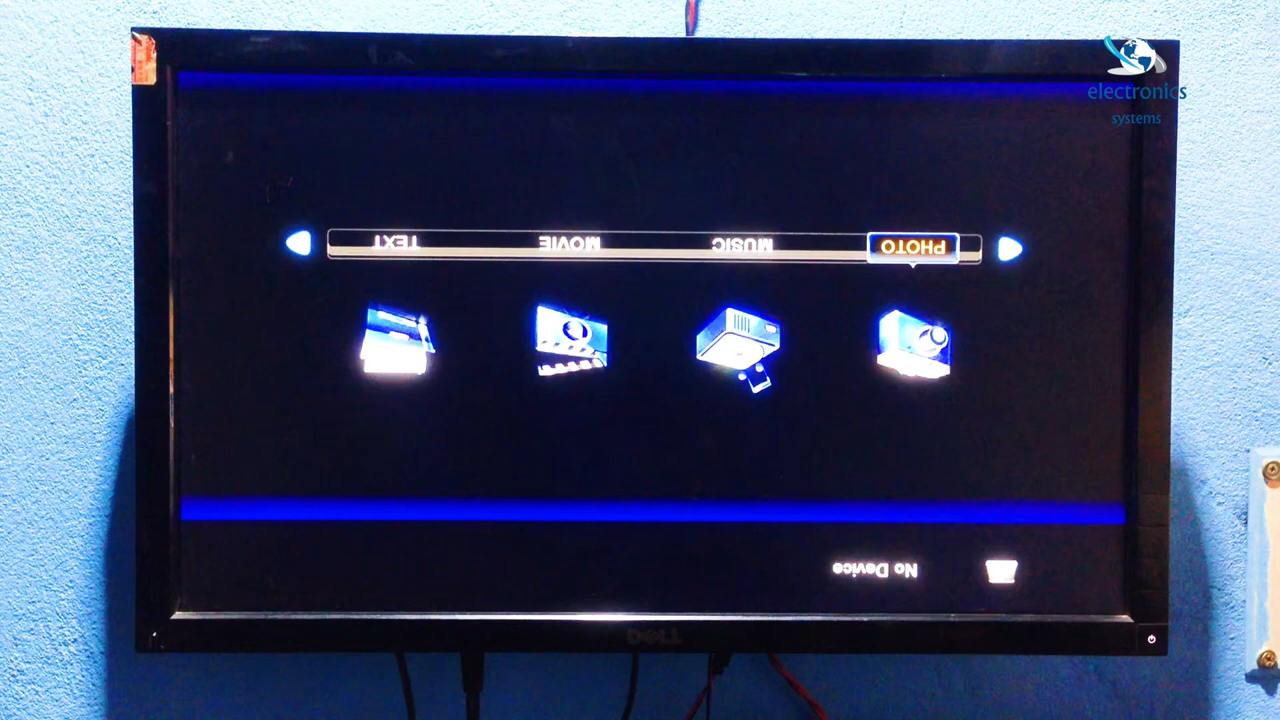 electronics
systems
PHOTO
MUSIC
MOVIE
TEXT
No Device
DELL